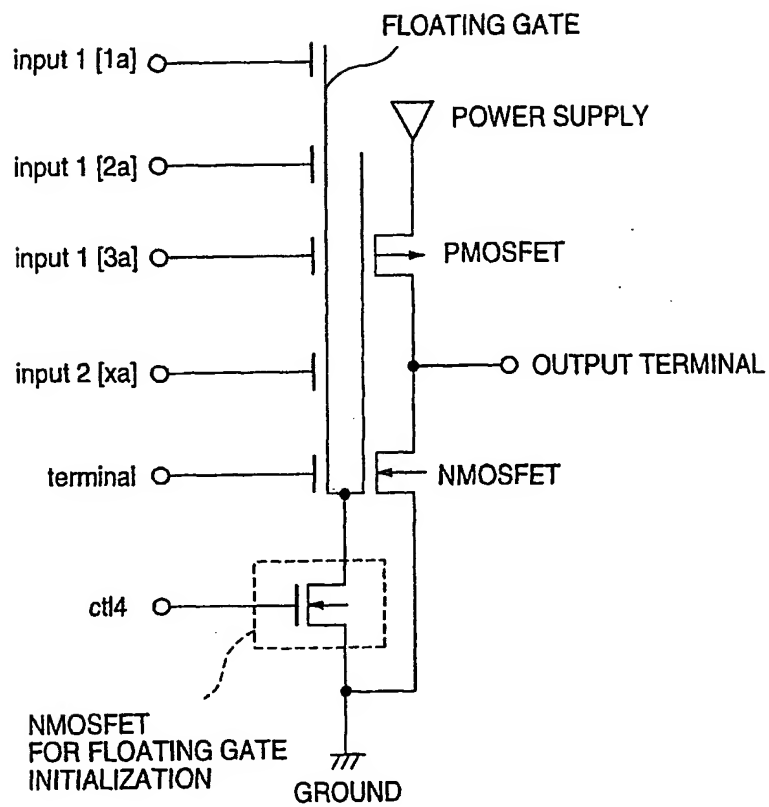 FLOATING GATE
input 1 [1a]
POWER SUPPLY
input 1 [2a]
input 1 [3a]
PMOSFET
input 2 [xa]
OUTPUT TERMINAL
terminal
NMOSFET
ctl4
NMOSFET
FOR FLOATING GATE
INITIALIZATION
GROUND